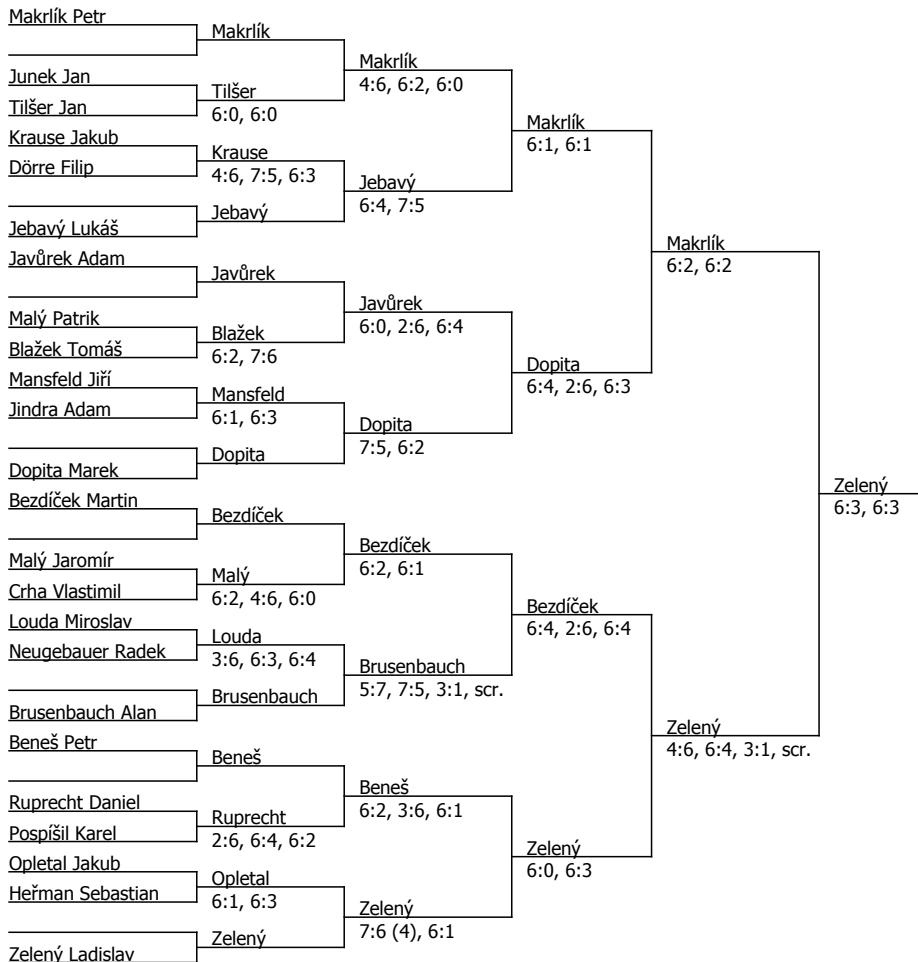 Makrlík Petr
Junek Jan
Tilšer Jan
Krause Jakub
Dörre Filip
Jebavý Lukáš
Javůrek Adam
Malý Patrik
Blažek Tomáš
Mansfeld Jiří
Jindra Adam
Dopita Marek
Bezdíček Martin
Malý Jaromír
Crha Vlastimil
Louda Miroslav
Neugebauer Radek
Brusenbauch Alan
Beneš Petr
Ruprecht Daniel
Pospíšil Karel
Opletal Jakub
Heřman Sebastian
Zelený Ladislav
Makrlík
Tilšer
6:0, 6:0
Krause
4:6, 7:5, 6:3
Jebavý
Javůrek
Blažek
6:2, 7:6
Mansfeld
6:1, 6:3
Dopita
Bezdíček
Malý
6:2, 4:6, 6:0
Louda
3:6, 6:3, 6:4
Brusenbauch
Beneš
Ruprecht
2:6, 6:4, 6:2
Opletal
6:1, 6:3
Zelený
Makrlík
4:6, 6:2, 6:0
Jebavý
6:4, 7:5
Javůrek
6:0, 2:6, 6:4
Dopita
7:5, 6:2
Bezdíček
6:2, 6:1
Brusenbauch
5:7, 7:5, 3:1, scr.
Beneš
6:2, 3:6, 6:1
Zelený
7:6 (4), 6:1
Makrlík
6:1, 6:1
Dopita
6:4, 2:6, 6:3
Bezdíček
6:4, 2:6, 6:4
Zelený
6:0, 6:3
Makrlík
6:2, 6:2
Zelený
4:6, 6:4, 3:1, scr.
Zelený
6:3, 6:3